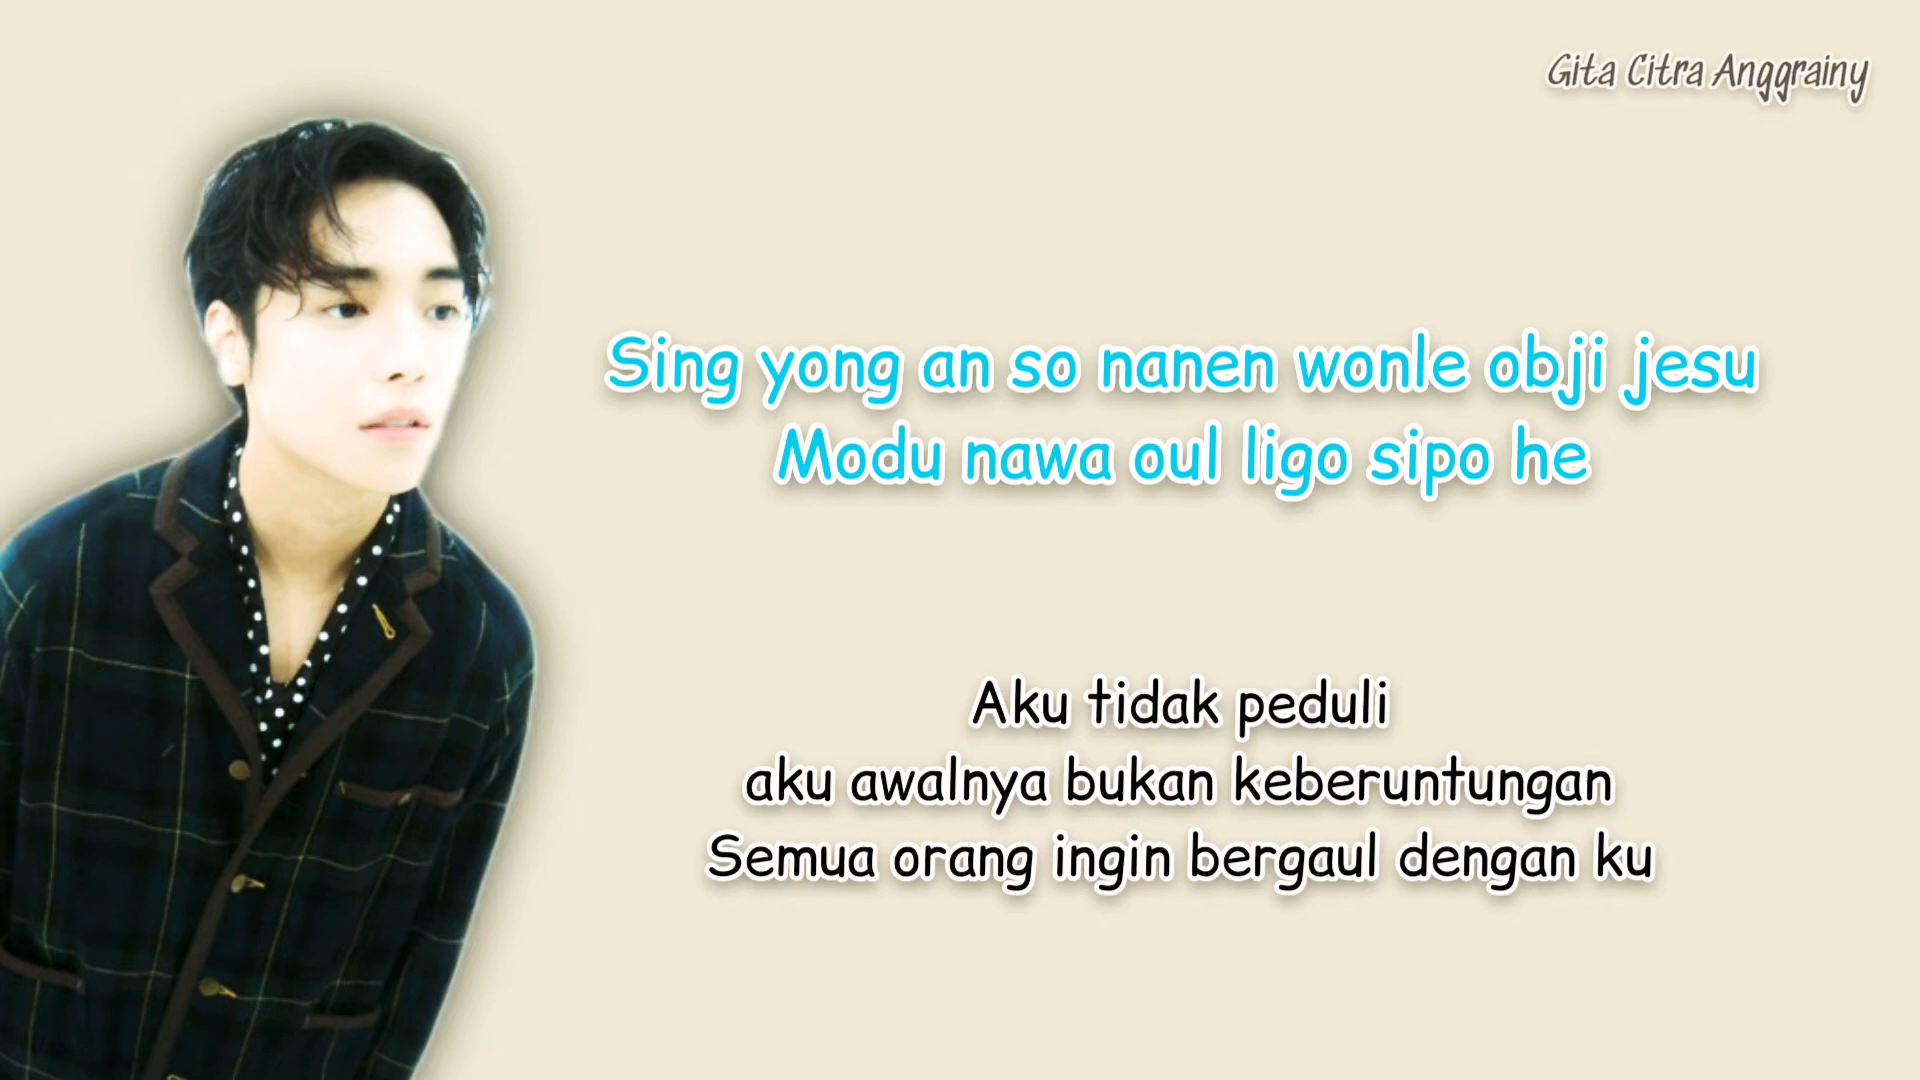 Gita Citra Anggrainy
Sing yong an so nanen wonle obji jesu
Modu nawa oul ligo sipo he
Aku tidak peduli
aku awalnya bukan keberuntungan
Semua orang ingin bergaul dengan ku